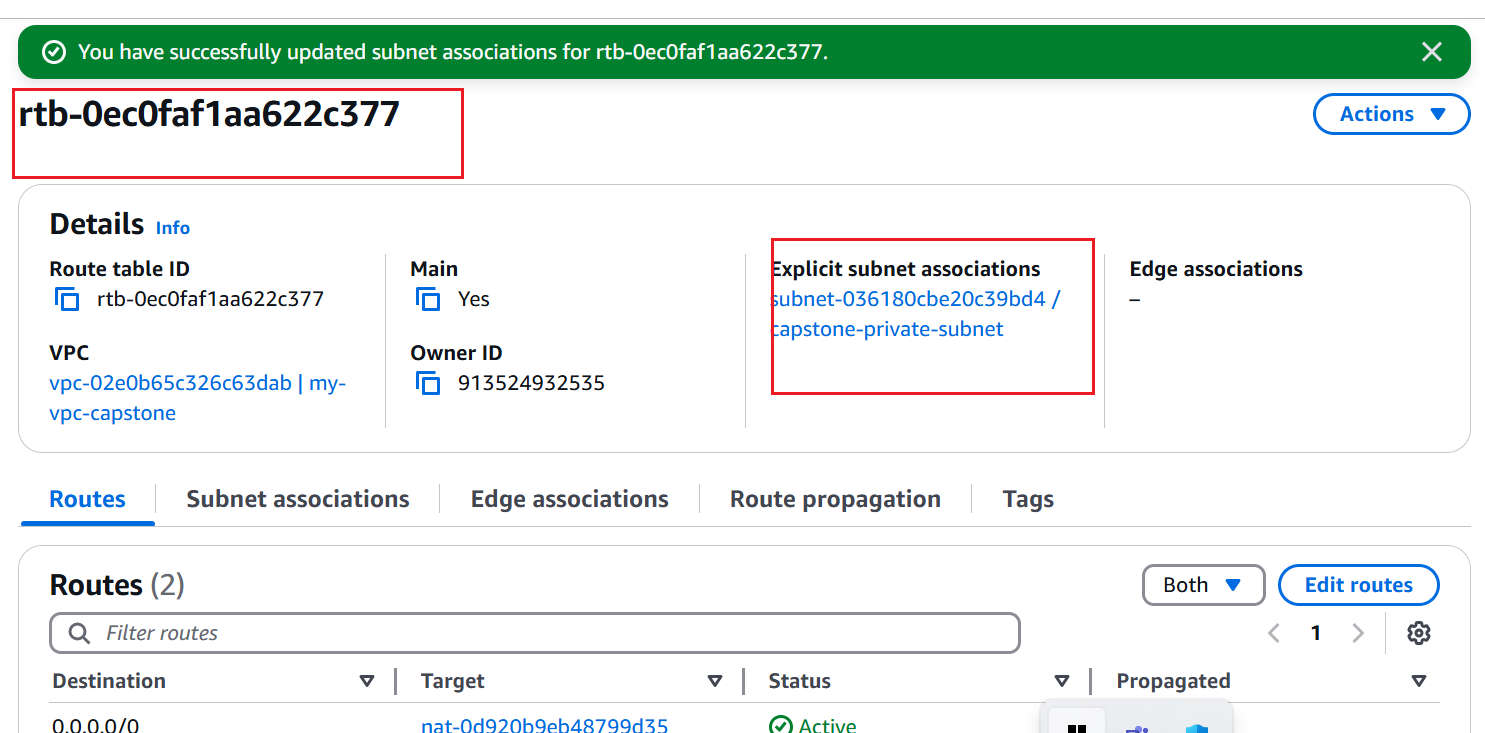 You have successfully updated subnet associations for rtb-0ec0faf1aa622c377.
rtb-0ec0faf1aa622c377
Actions
Details Info
Route table ID
rtb-0ec0faf1aa622c377
Main
Yes
Explicit subnet associations
subnet-036180cbe20c39bd4 /
capstone-private-subnet
Edge associations
–
VPC
vpc-02e0b65c326c63dab | my-
vpc-capstone
Owner ID
913524932535
Routes
Subnet associations
Edge associations
Route propagation
Tags
Routes (2)
Both
Edit routes
Filter routes
1
Destination
Target
Status
Propagated
0.0.0.0/0
nat-0d920b9eb48799d35
Active